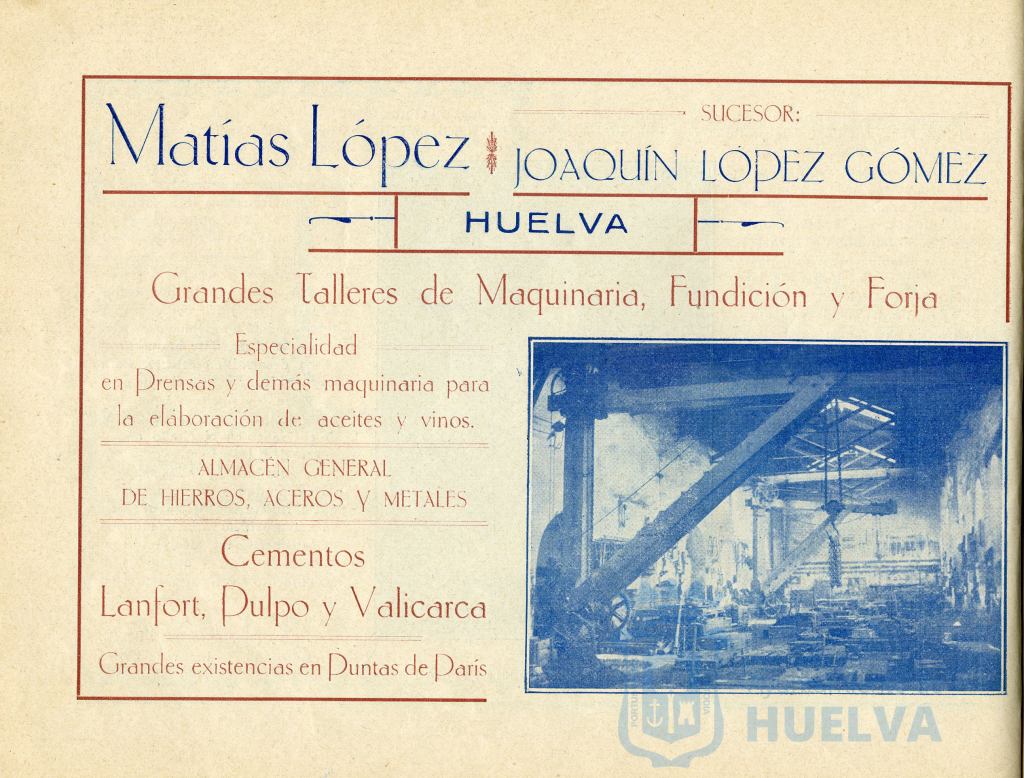 Matías López
SUCESOR:
JOAQUÍN LÓPEZ GÓMEZ
HUELVA
Grandes Talleres de Maquinaria, Fundición y Forja
Especialidad
en Prensas y demás maquinaria para
la elaboración de aceites y vinos.
ALMACÉN GENERAL
DE HIERROS, ACEROS Y METALES
Cementos
Lanfort, Pulpo y Valicarca
Grandes existencias en Puntas de París
HUELVA